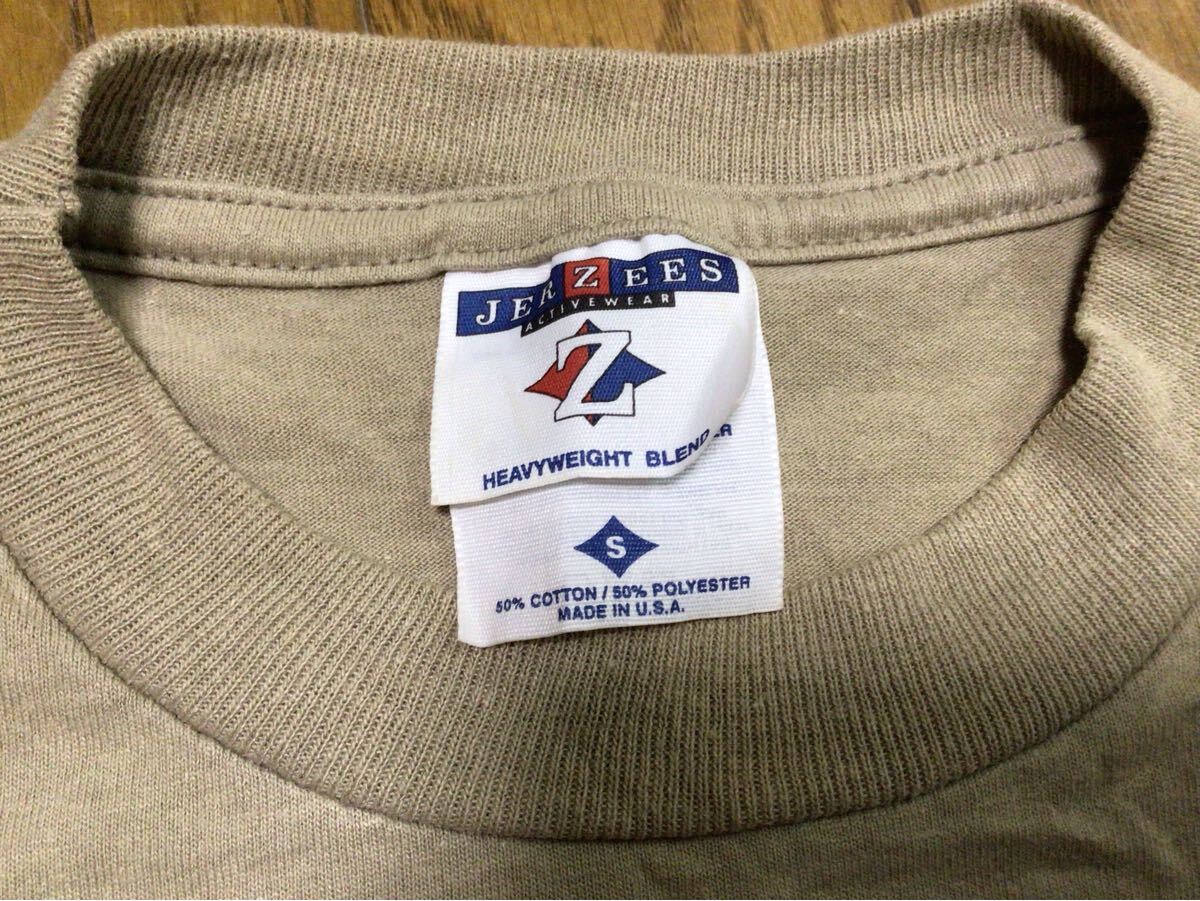 JERZEES
ACTIVEWEAR
Z
HEAVYWEIGHT BLEND
S
50% COTTON / 50% POLYESTER
MADE IN U.S.A.